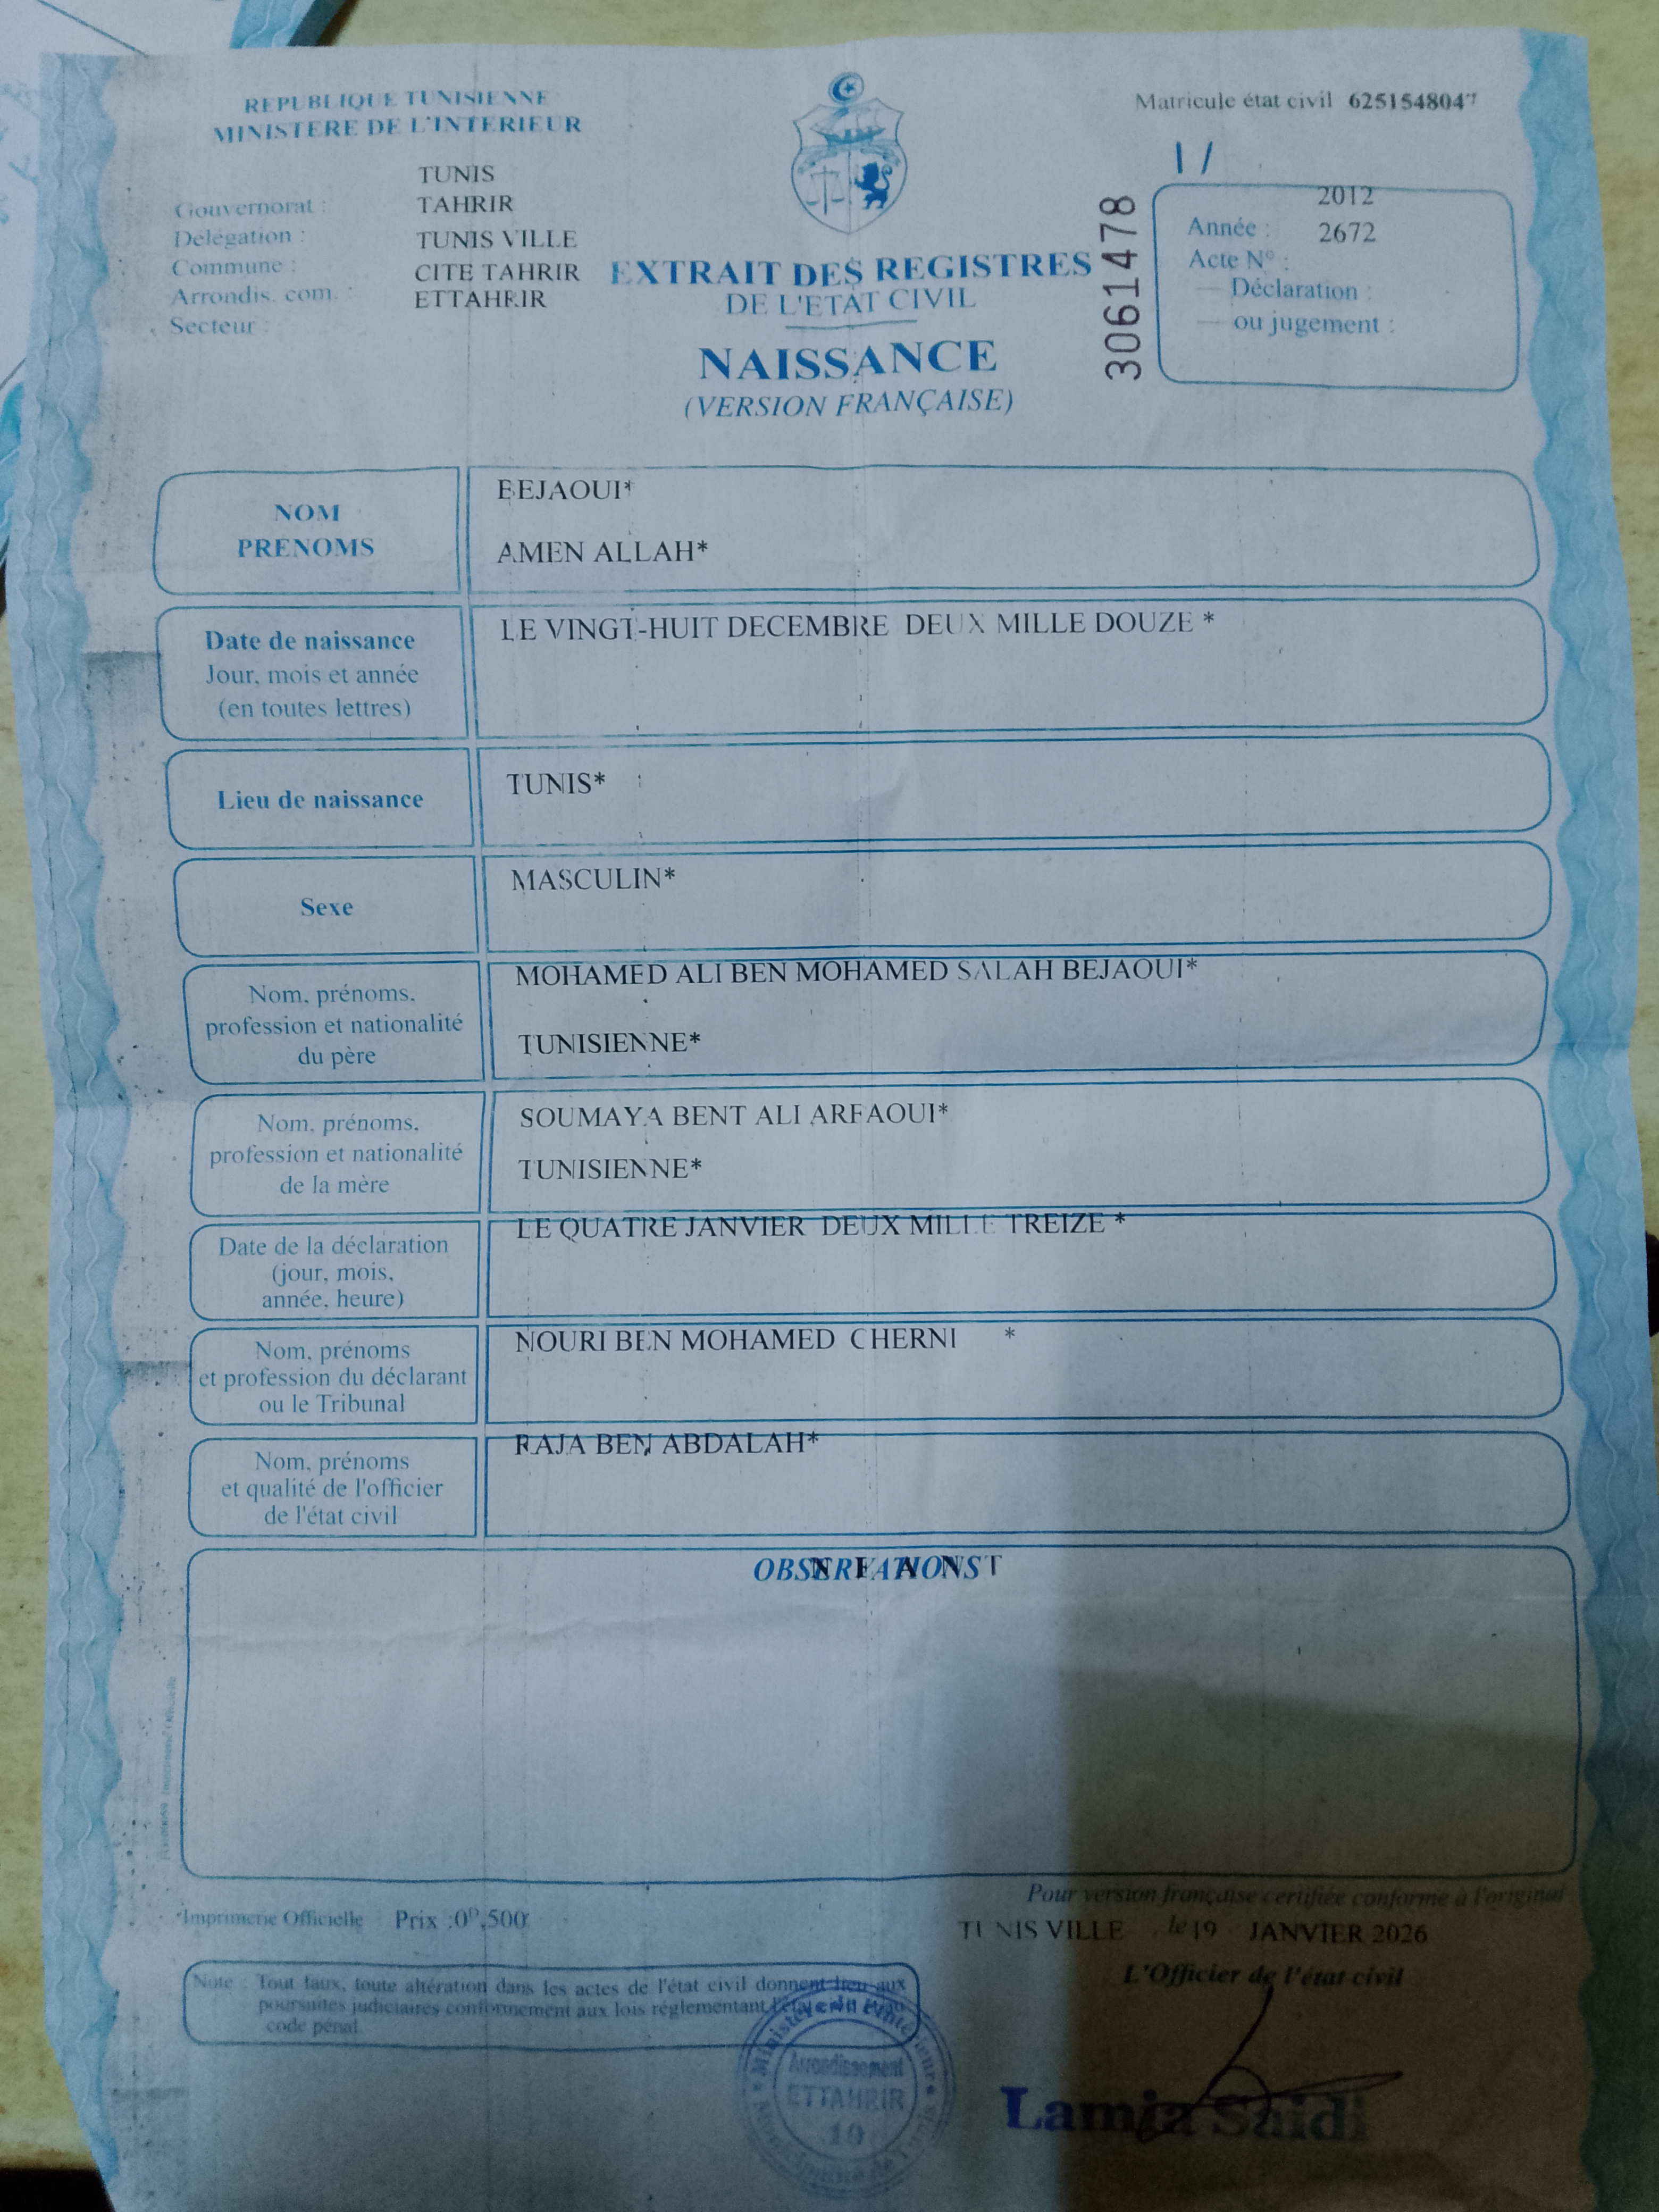 REPUBLIQUE TUNISIENNE
MINISTERE DE L'INTERIEUR
Matricule état civil 6251548047
1/
TUNIS
Gouvernorat : TAHRIR
Délégation : TUNIS VILLE
Commune : CITE TAHRIR
Arrondis. com. : ETTAHRIR
Secteur :
EXTRAIT DES REGISTRES
DE L'ETAT CIVIL
NAISSANCE
(VERSION FRANÇAISE)
3061478
2012
Année : 2672
Acte N° :
— Déclaration :
— ou jugement :
NOM
PRENOMS
BEJAOUI*
AMEN ALLAH*
Date de naissance
Jour, mois et année
(en toutes lettres)
LE VINGT-HUIT DECEMBRE DEUX MILLE DOUZE *
Lieu de naissance
TUNIS*
Sexe
MASCULIN*
Nom, prénoms,
profession et nationalité
du père
MOHAMED ALI BEN MOHAMED SALAH BEJAOUI*
TUNISIENNE*
Nom, prénoms,
profession et nationalité
de la mère
SOUMAYA BENT ALI ARFAOUI*
TUNISIENNE*
Date de la déclaration
(jour, mois,
année, heure)
LE QUATRE JANVIER DEUX MILLE TREIZE *
Nom, prénoms
et profession du déclarant
ou le Tribunal
NOURI BEN MOHAMED CHERNI *
Nom, prénoms
et qualité de l'officier
de l'état civil
RAJA BEN ABDALAH*
OBSERVATIONS
Pour version française certifiée conforme à l'original
*Imprimerie Officielle Prix :0ᴰ,500
TUNIS VILLE , le 19 JANVIER 2026
L'Officier de l'état civil
Note : Tout faux, toute altération dans les actes de l'état civil donnent lieu aux
poursuites judiciaires conformement aux lois réglementant l'état civil et au
code pénal
Arrondissement
ETTAHRIR
10
Lamia Saidi